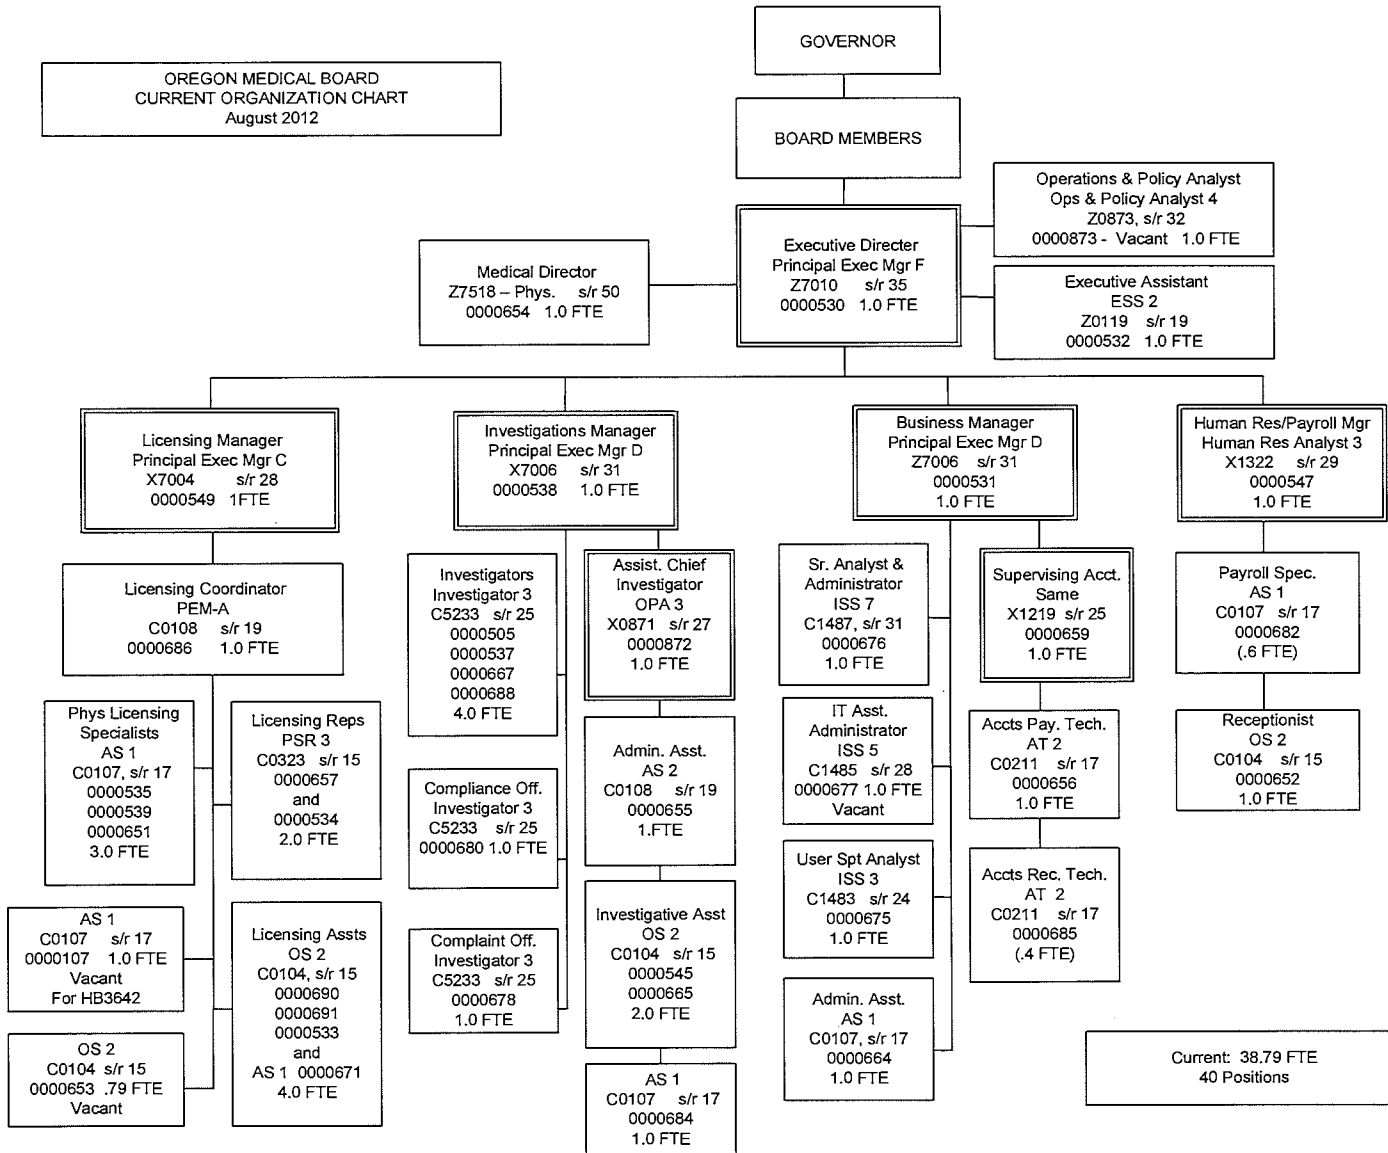 OREGON MEDICAL BOARD
CURRENT ORGANIZATION CHART
August 2012
GOVERNOR
BOARD MEMBERS
Operations & Policy Analyst
Ops & Policy Analyst 4
Z0873, s/r 32
0000873 - Vacant 1.0 FTE
Executive Directer
Principal Exec Mgr F
Z7010 s/r 35
0000530 1.0 FTE
Medical Director
Z7518 – Phys. s/r 50
0000654 1.0 FTE
Executive Assistant
ESS 2
Z0119 s/r 19
0000532 1.0 FTE
Licensing Manager
Principal Exec Mgr C
X7004 s/r 28
0000549 1FTE
Investigations Manager
Principal Exec Mgr D
X7006 s/r 31
0000538 1.0 FTE
Business Manager
Principal Exec Mgr D
Z7006 s/r 31
0000531
1.0 FTE
Human Res/Payroll Mgr
Human Res Analyst 3
X1322 s/r 29
0000547
1.0 FTE
Licensing Coordinator
PEM-A
C0108 s/r 19
0000686 1.0 FTE
Phys Licensing
Specialists
AS 1
C0107, s/r 17
0000535
0000539
0000651
3.0 FTE
Licensing Reps
PSR 3
C0323 s/r 15
0000657
and
0000534
2.0 FTE
AS 1
C0107 s/r 17
0000107 1.0 FTE
Vacant
For HB3642
Licensing Assts
OS 2
C0104, s/r 15
0000690
0000691
0000533
and
AS 1 0000671
4.0 FTE
OS 2
C0104 s/r 15
0000653 .79 FTE
Vacant
Investigators
Investigator 3
C5233 s/r 25
0000505
0000537
0000667
0000688
4.0 FTE
Compliance Off.
Investigator 3
C5233 s/r 25
0000680 1.0 FTE
Complaint Off.
Investigator 3
C5233 s/r 25
0000678
1.0 FTE
Assist. Chief
Investigator
OPA 3
X0871 s/r 27
0000872
1.0 FTE
Admin. Asst.
AS 2
C0108 s/r 19
0000655
1.FTE
Investigative Asst
OS 2
C0104 s/r 15
0000545
0000665
2.0 FTE
AS 1
C0107 s/r 17
0000684
1.0 FTE
Sr. Analyst &
Administrator
ISS 7
C1487, s/r 31
0000676
1.0 FTE
IT Asst.
Administrator
ISS 5
C1485 s/r 28
0000677 1.0 FTE
Vacant
User Spt Analyst
ISS 3
C1483 s/r 24
0000675
1.0 FTE
Admin. Asst.
AS 1
C0107, s/r 17
0000664
1.0 FTE
Supervising Acct.
Same
X1219 s/r 25
0000659
1.0 FTE
Accts Pay. Tech.
AT 2
C0211 s/r 17
0000656
1.0 FTE
Accts Rec. Tech.
AT 2
C0211 s/r 17
0000685
(.4 FTE)
Payroll Spec.
AS 1
C0107 s/r 17
0000682
(.6 FTE)
Receptionist
OS 2
C0104 s/r 15
0000652
1.0 FTE
Current: 38.79 FTE
40 Positions